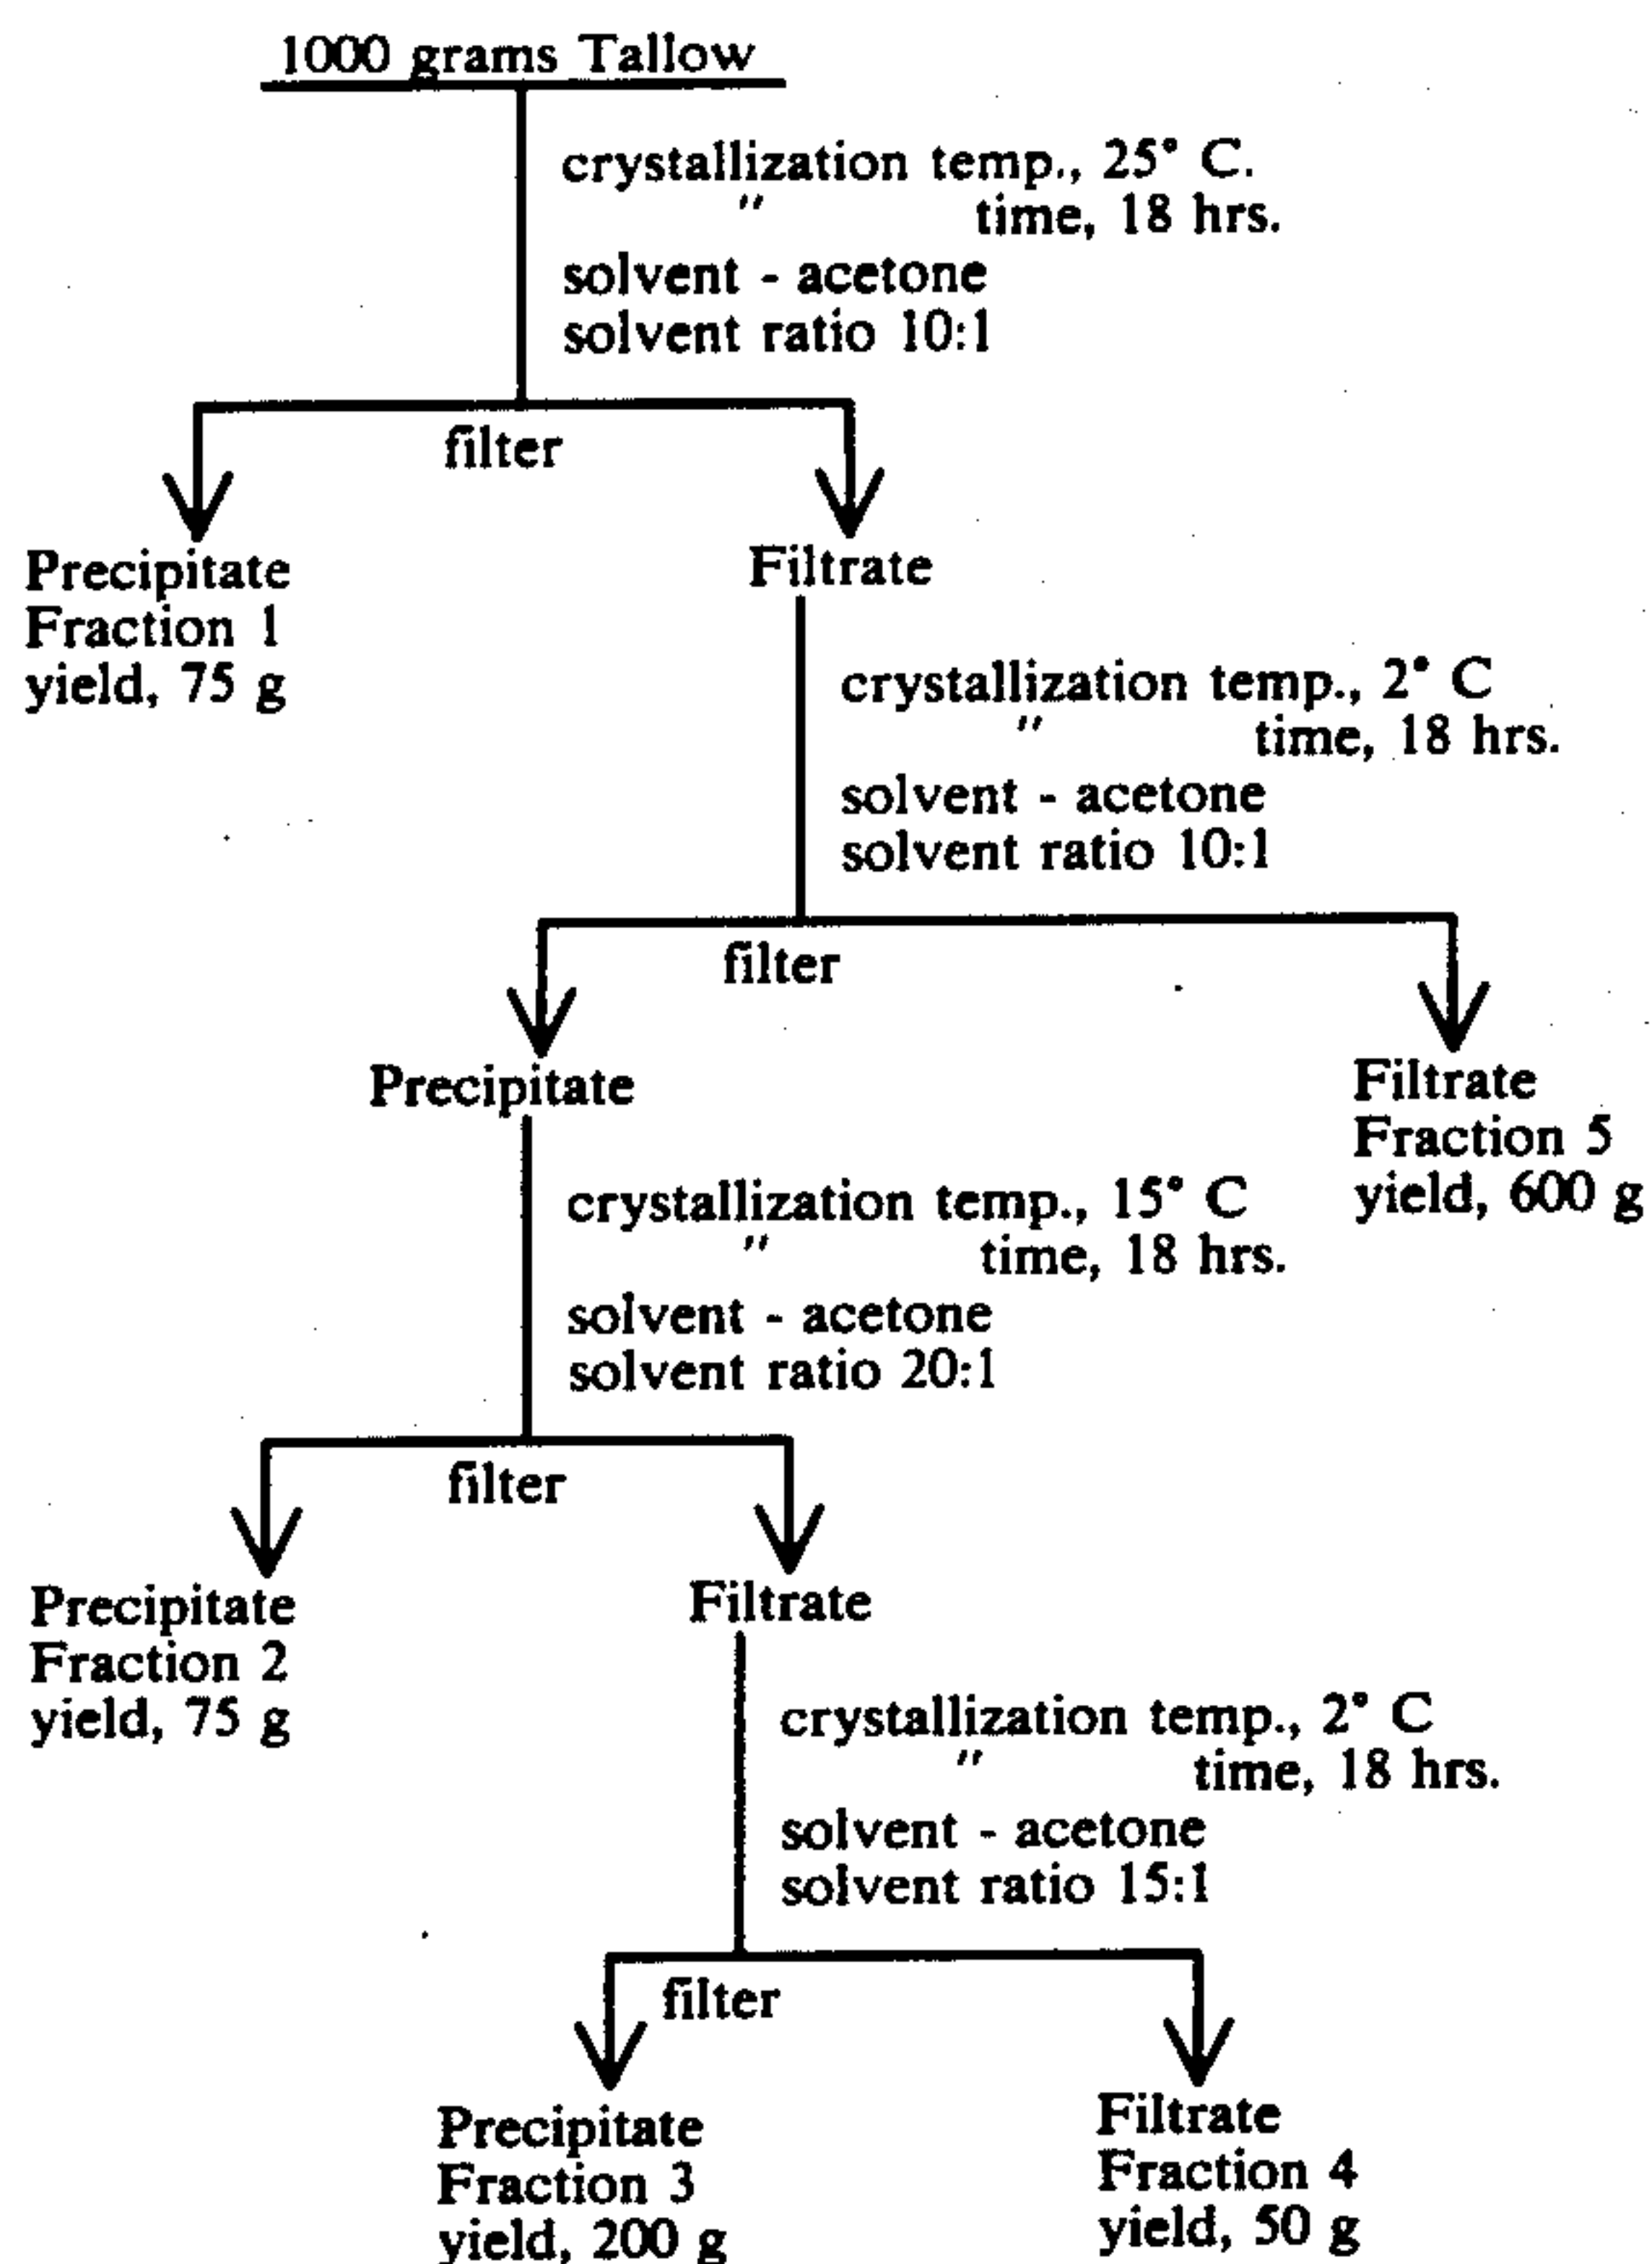 1000 grams Tallow
crystallization temp., 25° C.
" time, 18 hrs.
solvent - acetone
solvent ratio 10:1
filter
Precipitate
Fraction 1
yield, 75 g
Filtrate
crystallization temp., 2° C
" time, 18 hrs.
solvent - acetone
solvent ratio 10:1
filter
Precipitate
Filtrate
Fraction 5
yield, 600 g
crystallization temp., 15° C
" time, 18 hrs.
solvent - acetone
solvent ratio 20:1
filter
Precipitate
Fraction 2
yield, 75 g
Filtrate
crystallization temp., 2° C
" time, 18 hrs.
solvent - acetone
solvent ratio 15:1
filter
Precipitate
Fraction 3
yield, 200 g
Filtrate
Fraction 4
yield, 50 g